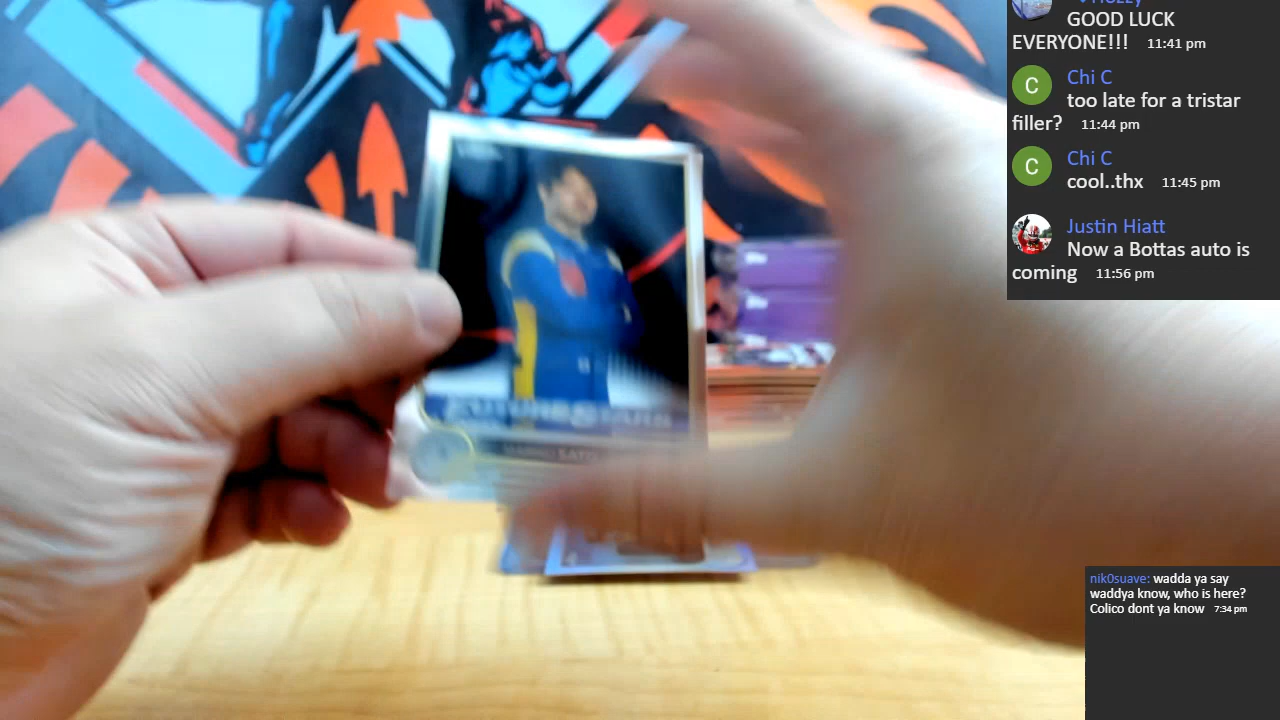 GOOD LUCK
EVERYONE!!! 11:41 pm
C
Chi C
too late for a tristar
filler? 11:44 pm
C
Chi C
cool..thx 11:45 pm
Justin Hiatt
Now a Bottas auto is
coming 11:56 pm
FUTURE STARS
nik0suave: wadda ya say
waddya know, who is here?
Colico dont ya know 7:34 pm